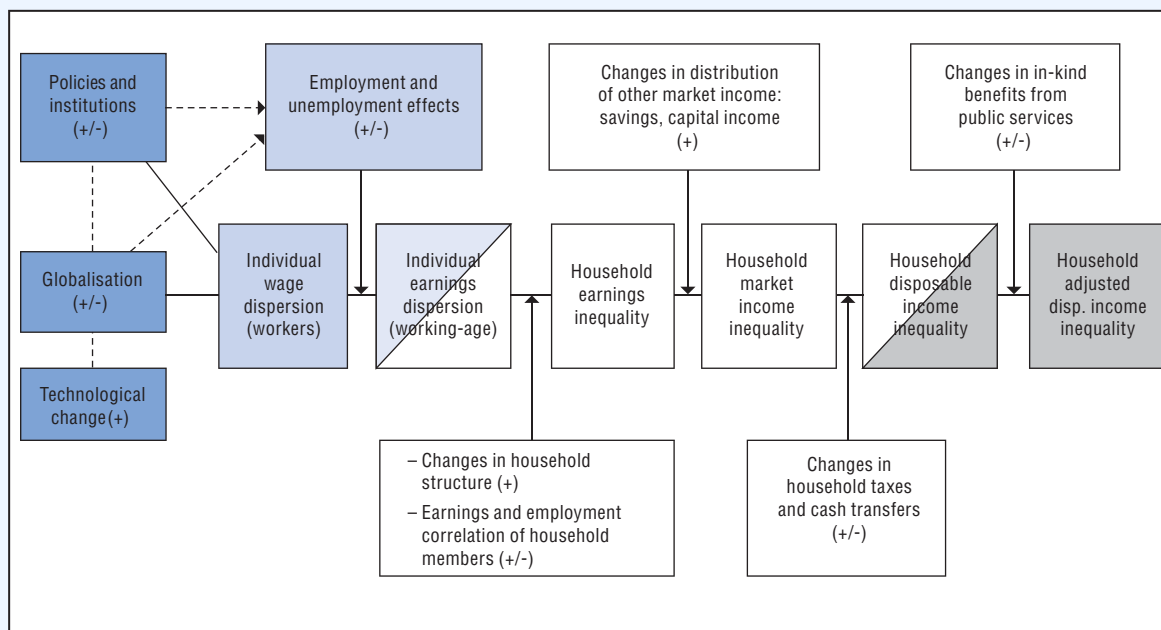 Policies and
institutions
(+/-)
Employment and
unemployment effects
(+/-)
Changes in distribution
of other market income:
savings, capital income
(+)
Changes in in-kind
benefits from
public services
(+/-)
Globalisation
(+/-)
Individual
wage
dispersion
(workers)
Individual
earnings
dispersion
(working-age)
Household
earnings
inequality
Household
market
income
inequality
Household
disposable
income
inequality
Household
adjusted
disp. income
inequality
Technological
change (+)
– Changes in household
structure (+)
– Earnings and employment
correlation of household
members (+/-)
Changes in
household taxes
and cash transfers
(+/-)